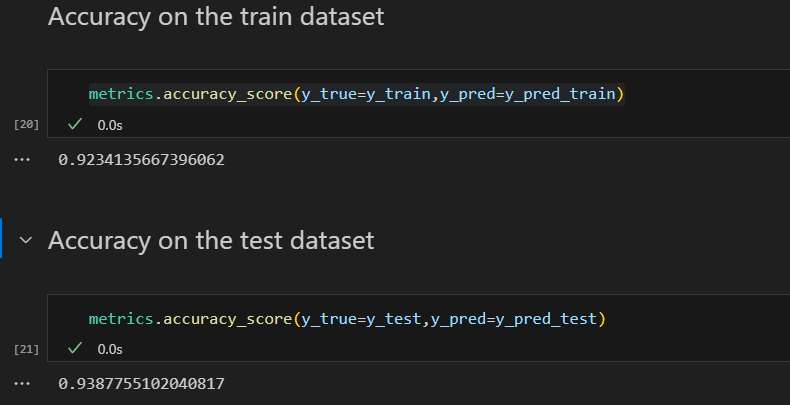 Accuracy on the train dataset
metrics.accuracy_score(y_true=y_train,y_pred=y_pred_train)
[20]
0.0s
0.9234135667396062
Accuracy on the test dataset
metrics.accuracy_score(y_true=y_test,y_pred=y_pred_test)
[21]
0.0s
0.9387755102040817